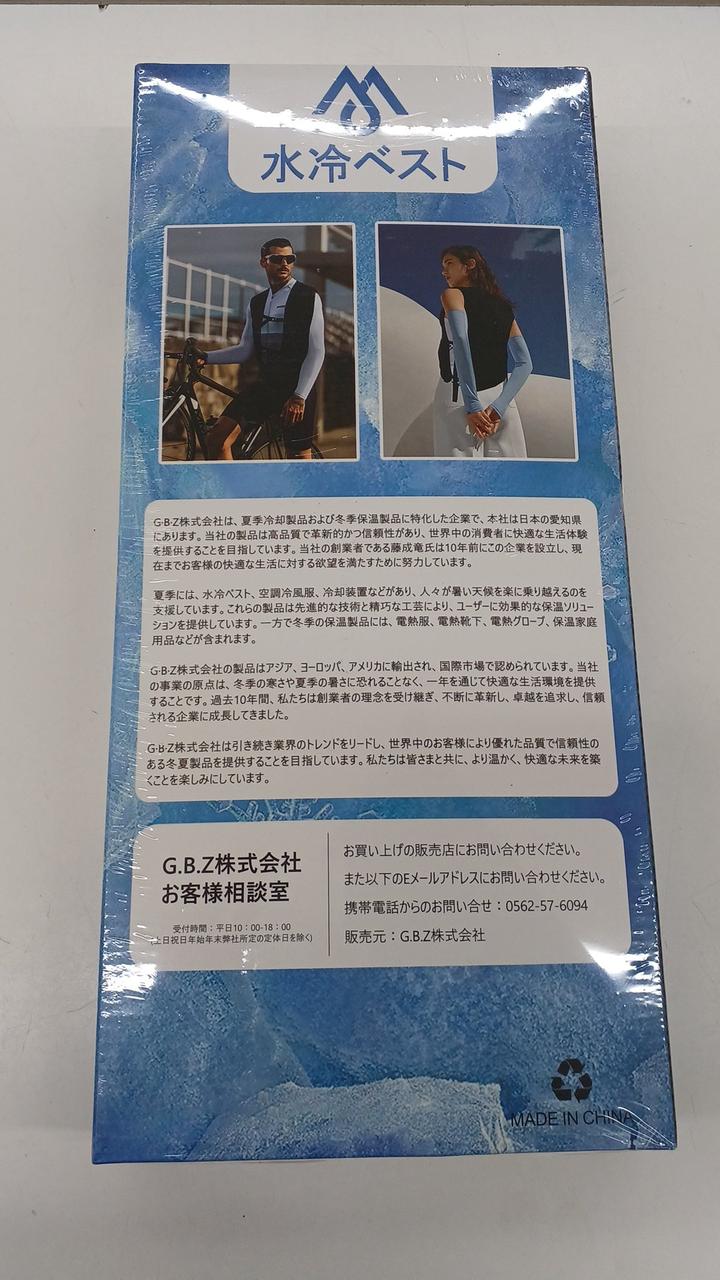 水冷ベスト
G·B·Z株式会社は、夏季冷却製品および冬季保温製品に特化した企業で、本社は日本の愛知県
にあります。当社の製品は高品質で革新的かつ信頼性があり、世界中の消費者に快適な生活体験
を提供することを目指しています。当社の創業者である藤成竜氏は10年前にこの企業を設立し、現
在までお客様の快適な生活に対する欲望を満たすために努力しています。
夏季には、水冷ベスト、空調冷風服、冷却装置などがあり、人々が暑い天候を楽に乗り越えるのを
支援しています。これらの製品は先進的な技術と精巧な工芸により、ユーザーに効果的な保温ソリュー
ションを提供しています。一方で冬季の保温製品には、電熱服、電熱靴下、電熱グローブ、保温家庭
用品などが含まれます。
G·B·Z株式会社の製品はアジア、ヨーロッパ、アメリカに輸出され、国際市場で認められています。当社
の事業の原点は、冬季の寒さや夏季の暑さに恐れることなく、一年を通じて快適な生活環境を提供
することです。過去10年間、私たちは創業者の理念を受け継ぎ、不断に革新し、卓越を追求し、信頼
される企業に成長してきました。
G·B·Z株式会社は引き続き業界のトレンドをリードし、世界中のお客様により優れた品質で信頼性の
ある冬夏製品を提供することを目指しています。私たちは皆さまと共に、より温かく、快適な未来を築
くことを楽しみにしています。
G.B.Z株式会社
お客様相談室
受付時間：平日10：00-18：00
(土日祝日年始年末弊社所定の定休日を除く)
お買い上げの販売店にお問い合わせください。
また以下のEメールアドレスにお問い合わせください。
携帯電話からのお問い合せ：0562-57-6094
販売元：G.B.Z株式会社
MADE IN CHINA